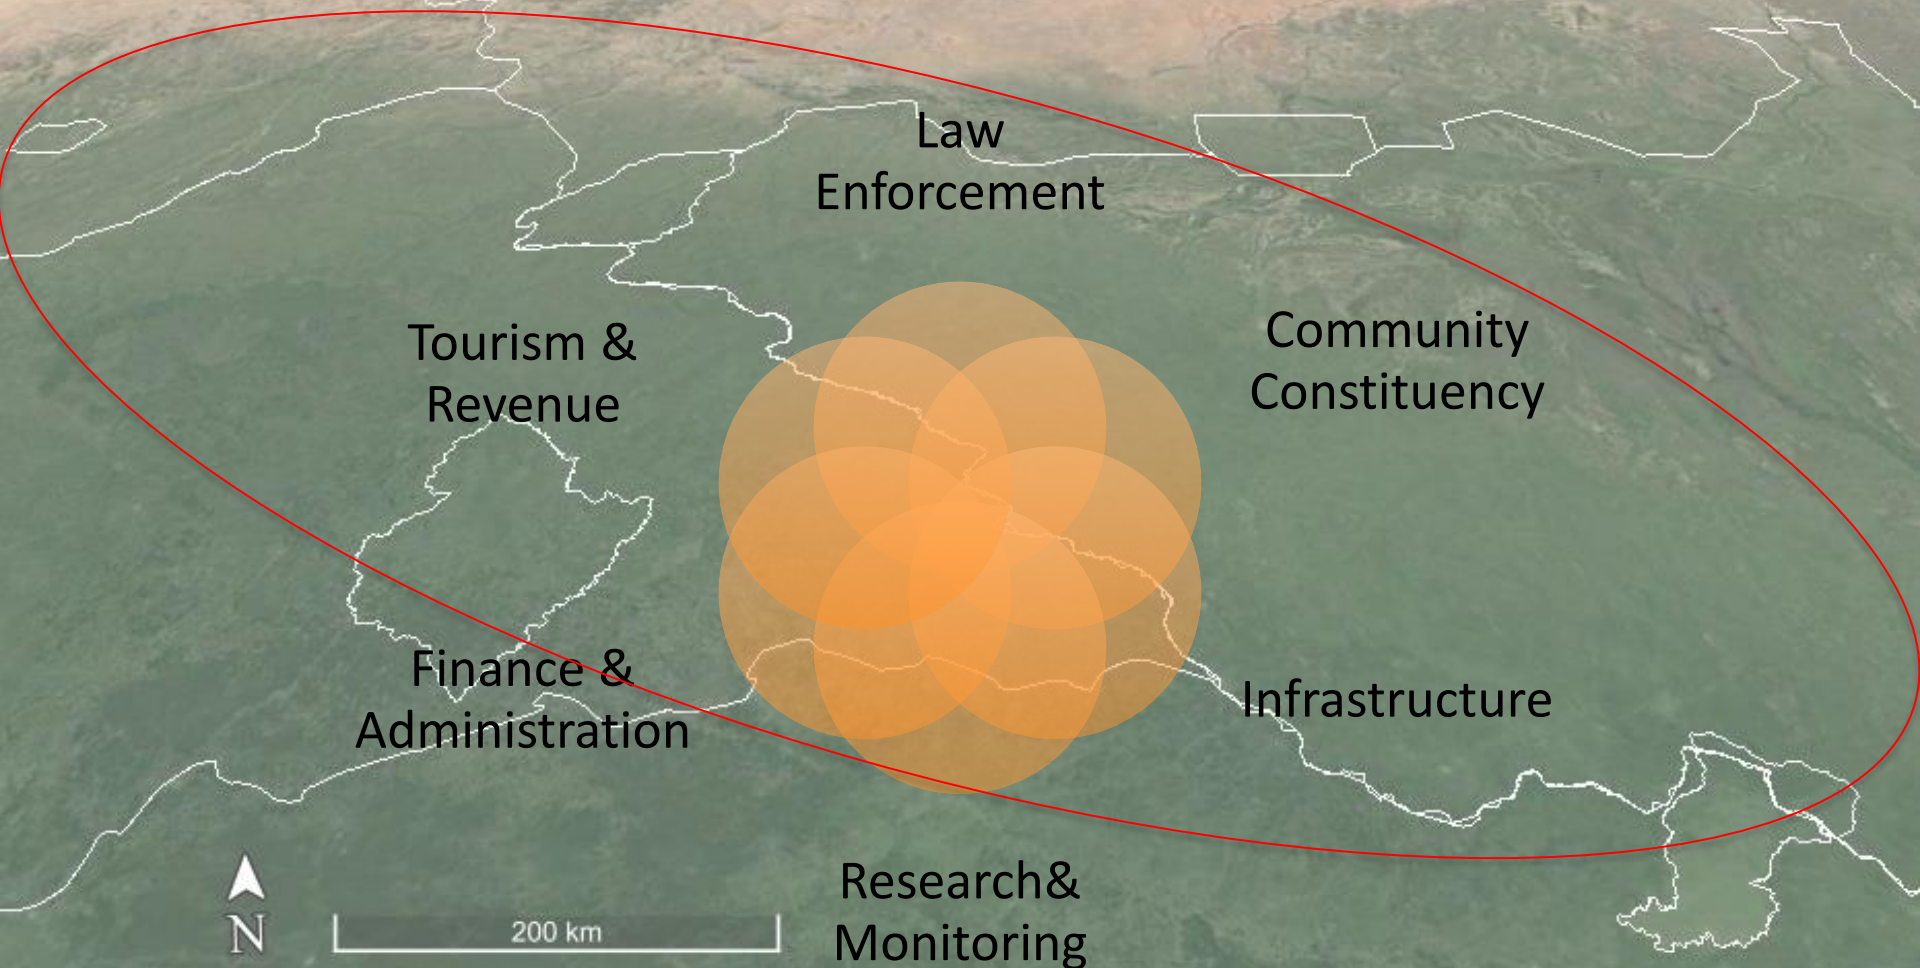 Law
Enforcement
Tourism &
Revenue
Community
Constituency
Finance &
Administration
Infrastructure
Research&
Monitoring
N
200 km